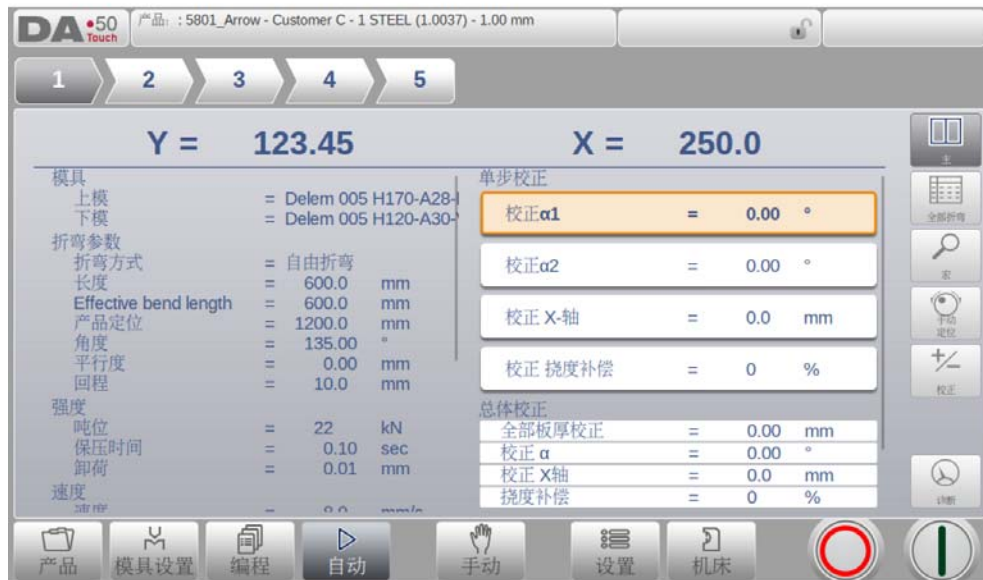 DA•50
Touch
产品: : 5801_Arrow - Customer C - 1 STEEL (1.0037) - 1.00 mm
1 2 3 4 5
Y = 123.45 X = 250.0
模具
上模 = Delem 005 H170-A28-
下模 = Delem 005 H120-A30-
折弯参数
折弯方式 = 自由折弯
长度 = 600.0 mm
Effective bend length = 600.0 mm
产品定位 = 1200.0 mm
角度 = 135.00 °
平行度 = 0.00 mm
回程 = 10.0 mm
强度
吨位 = 22 kN
保压时间 = 0.10 sec
卸荷 = 0.01 mm
速度
单步校正
校正α1 = 0.00 °
校正α2 = 0.00 °
校正 X-轴 = 0.0 mm
校正 挠度补偿 = 0 %
总体校正
全部板厚校正 = 0.00 mm
校正 α = 0.00 °
校正 X轴 = 0.0 mm
挠度补偿 = 0 %
主
全部折弯
宏
手动
定位
校正
诊断
产品 模具设置 编程 自动 手动 设置 机床